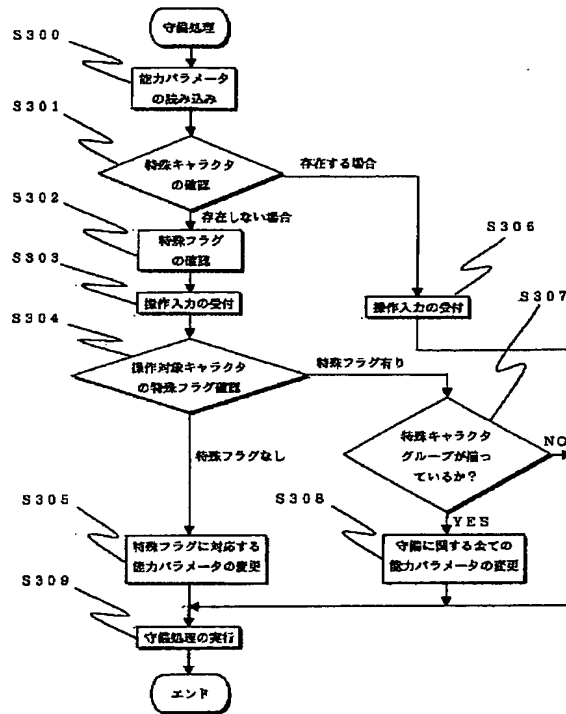 守備処理
S300
能力パラメータ
の読み込み
S301
特殊キャラクタ
の確認
存在する場合
S302
存在しない場合
特殊フラグ
の確認
S303
操作入力の受付
S306
操作入力の受付
S304
操作対象キャラクタ
の特殊フラグ確認
特殊フラグ有り
S307
特殊キャラクタ
グループが揃っ
ているか?
NO
特殊フラグなし
S305
特殊フラグに対応する
能力パラメータの変更
S308
YES
守備に関する全ての
能力パラメータの変更
S309
守備処理の実行
エンド